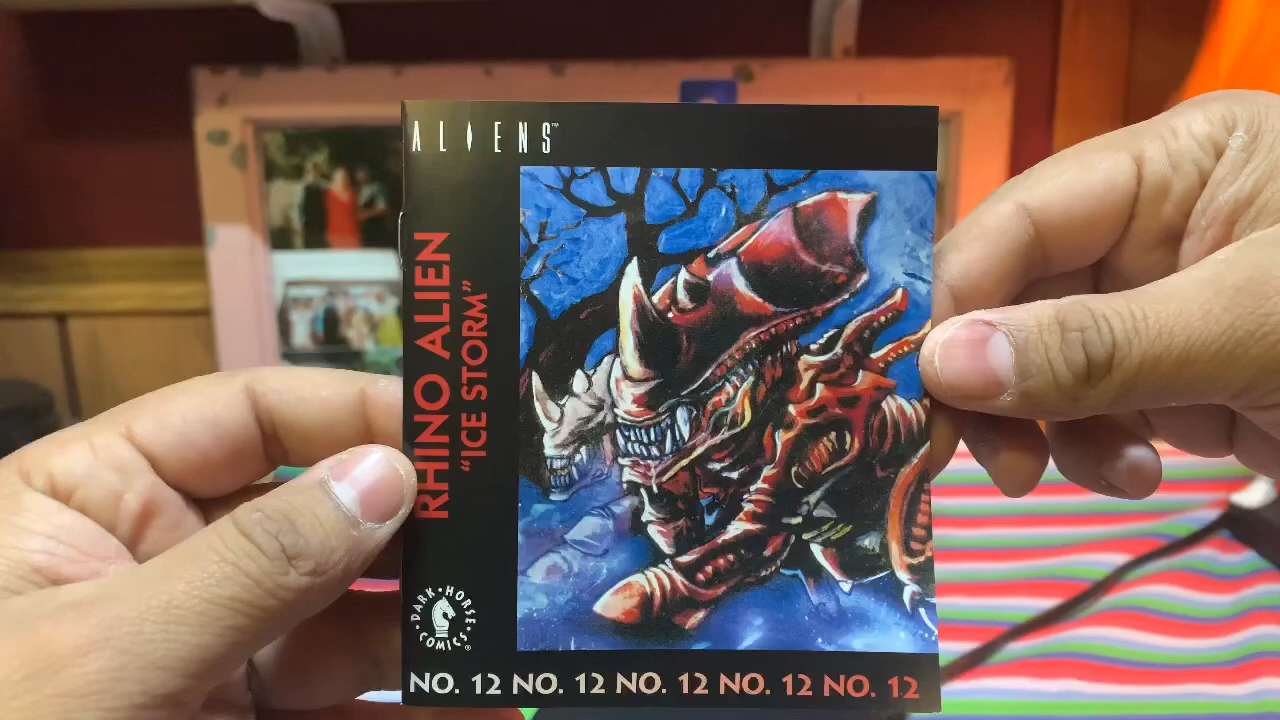 ALIENS™
RHINO ALIEN
“ICE STORM”
DARK HORSE COMICS®
NO. 12 NO. 12 NO. 12 NO. 12 NO. 12